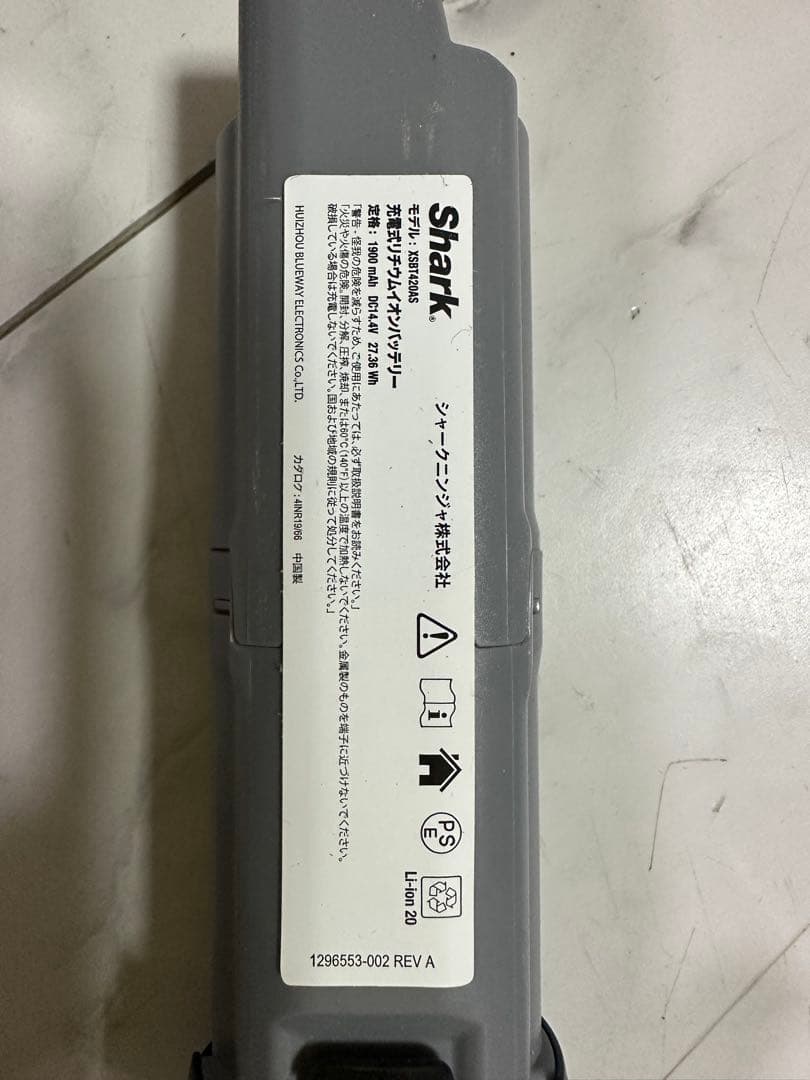 Shark®
シャークニンジャ株式会社
モデル：XSBT420AS
充電式リチウムイオンバッテリー
定格：1900 mAh DC14.4V 27.36 Wh
「警告 - 怪我の危険を減らすため、ご使用にあたっては、必ず取扱説明書をお読みください。」
「火災や火傷の危険。開封、分解、圧搾、焼却、または60°C(140°F)以上の温度で加熱しないでください。金属製のものを端子に近づけないでください。
破損している場合は充電しないでください。国および地域の規則に従って処分してください。」
HUIZHOU BLUEWAY ELECTRONICS Co.,LTD. カダログ：4INR19/66 中国製
PS
E
Li-ion 20
1296553-002 REV A